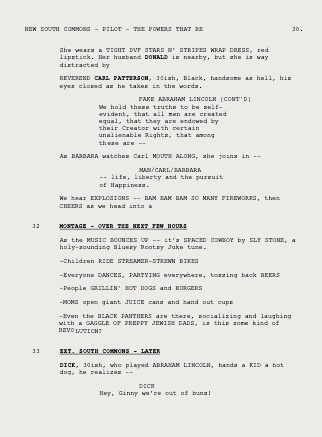 NEW SOUTH COMMONS - PILOT - THE POWERS THAT BE 30.
She wears a TIGHT DVF STARS N' STRIPES WRAP DRESS, red
lipstick. Her husband DONALD is nearby, but she is way
distracted by
REVEREND CARL PATTERSON, 30ish, Black, handsome as hell, his
eyes closed as he takes in the words.
FAKE ABRAHAM LINCOLN (CONT'D)
We hold these truths to be self-
evident, that all men are created
equal, that they are endowed by
their Creator with certain
unalienable Rights, that among
these are --
As BARBARA watches Carl MOUTH ALONG, she joins in --
MAN/CARL/BARBARA
-- life, liberty and the pursuit
of Happiness.
We hear EXPLOSIONS -- BAM BAM BAM SO MANY FIREWORKS, then
CHEERS as we head into a
32 MONTAGE - OVER THE NEXT FEW HOURS
As the MUSIC BOUNCES UP -- it's SPACED COWBOY by SLY STONE, a
holy-sounding Bluesy Rootsy Juke tune.
-Children RIDE STREAMER-STREWN BIKES
-Everyone DANCES, PARTYING everywhere, tossing back BEERS
-People GRILLIN' HOT DOGS and BURGERS
-MOMS open giant JUICE cans and hand out cups
-Even the BLACK PANTHERS are there, socializing and laughing
with a GAGGLE OF PREPPY JEWISH DADS, is this some kind of
REVOLUTION?
33 EXT. SOUTH COMMONS - LATER
DICK, 30ish, who played ABRAHAM LINCOLN, hands a KID a hot
dog, he realizes --
DICK
Hey, Ginny we're out of buns!